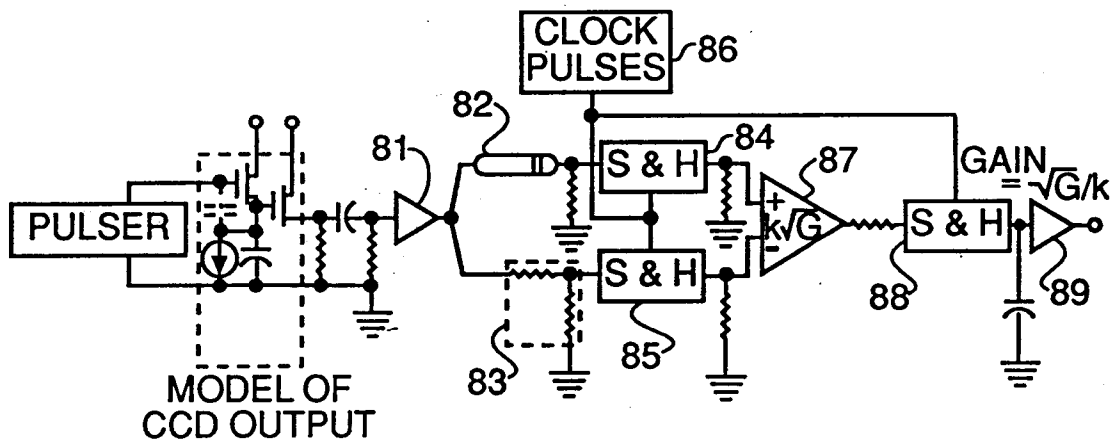 CLOCK
PULSES
86
82
84
81
87
S & H
GAIN
= √G/k
PULSER
+
k√G
-
S & H
S & H
88
89
83
85
MODEL OF
CCD OUTPUT